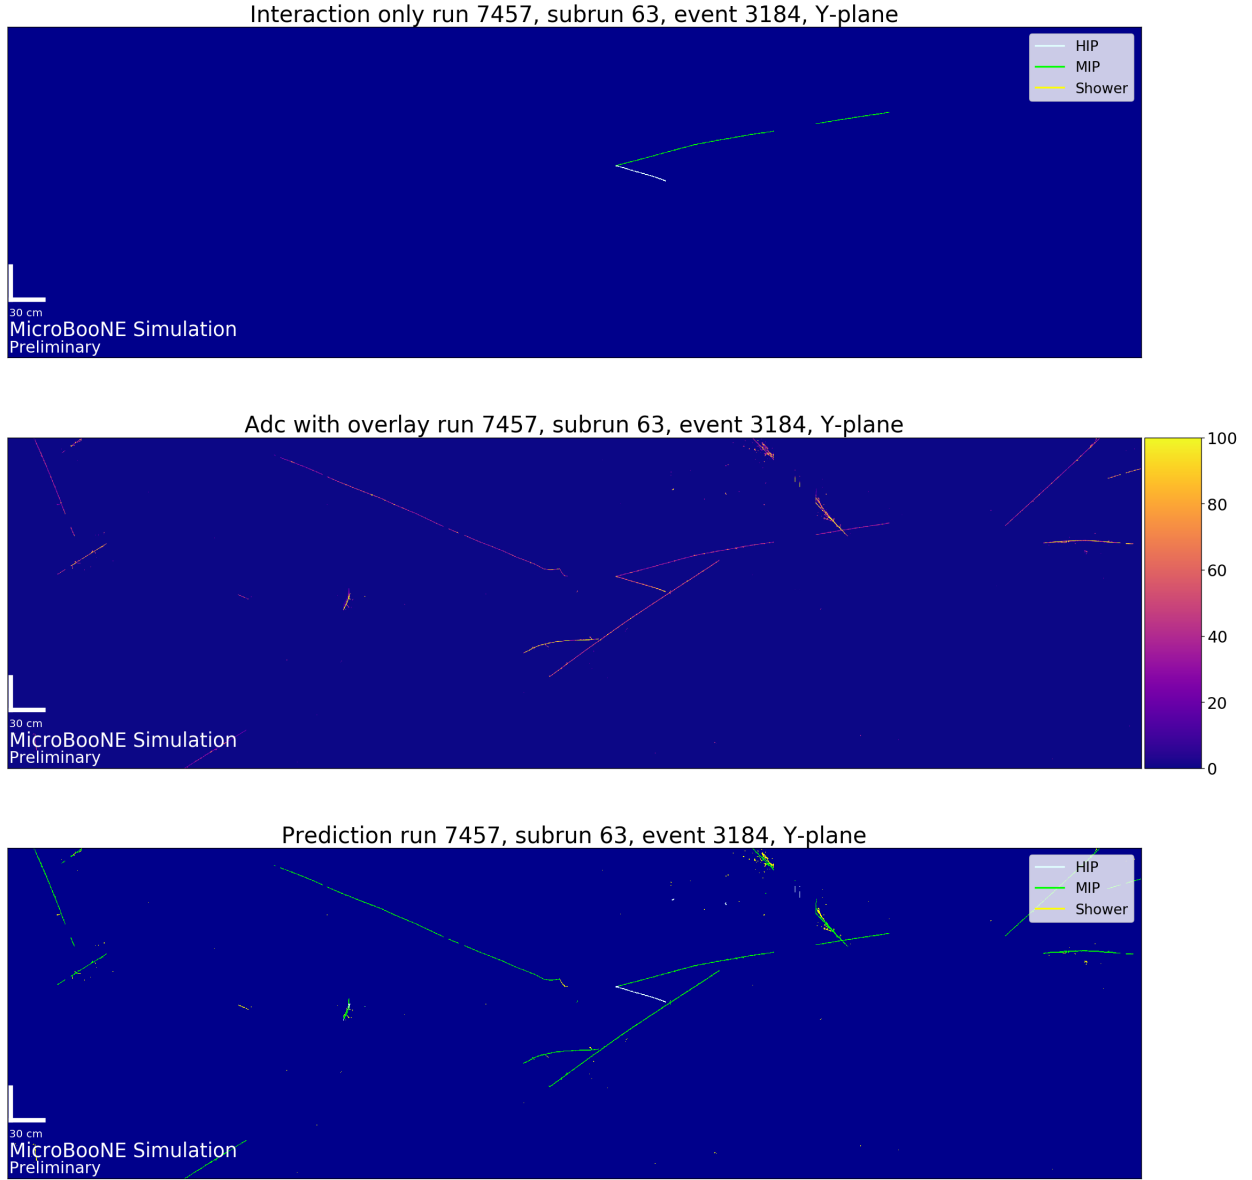 Interaction only run 7457, subrun 63, event 3184, Y-plane
HIP
MIP
Shower
30 cm
MicroBooNE Simulation
Preliminary
Adc with overlay run 7457, subrun 63, event 3184, Y-plane
100
80
60
40
20
0
30 cm
MicroBooNE Simulation
Preliminary
Prediction run 7457, subrun 63, event 3184, Y-plane
HIP
MIP
Shower
30 cm
MicroBooNE Simulation
Preliminary